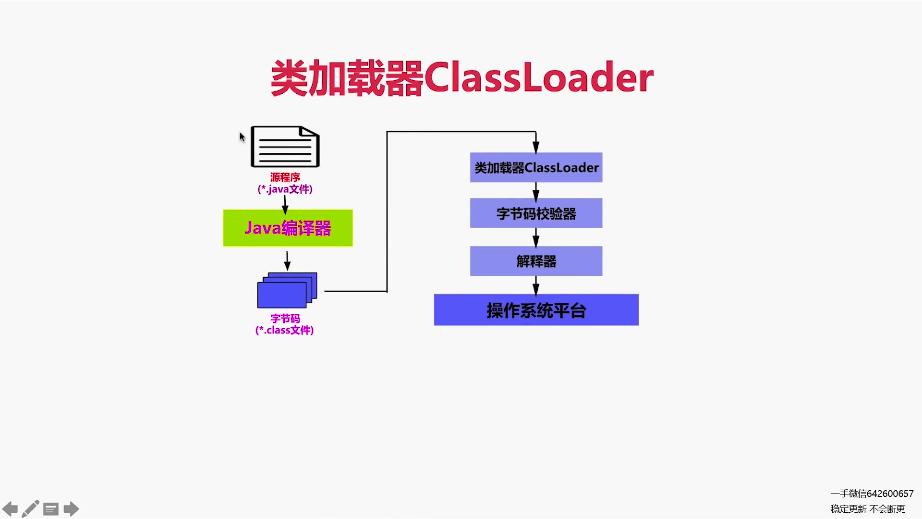 类加载器ClassLoader
源程序
(*.java文件)
Java编译器
字节码
(*.class文件)
类加载器ClassLoader
字节码校验器
解释器
操作系统平台
一手微信642600657
稳定更新 不会断更